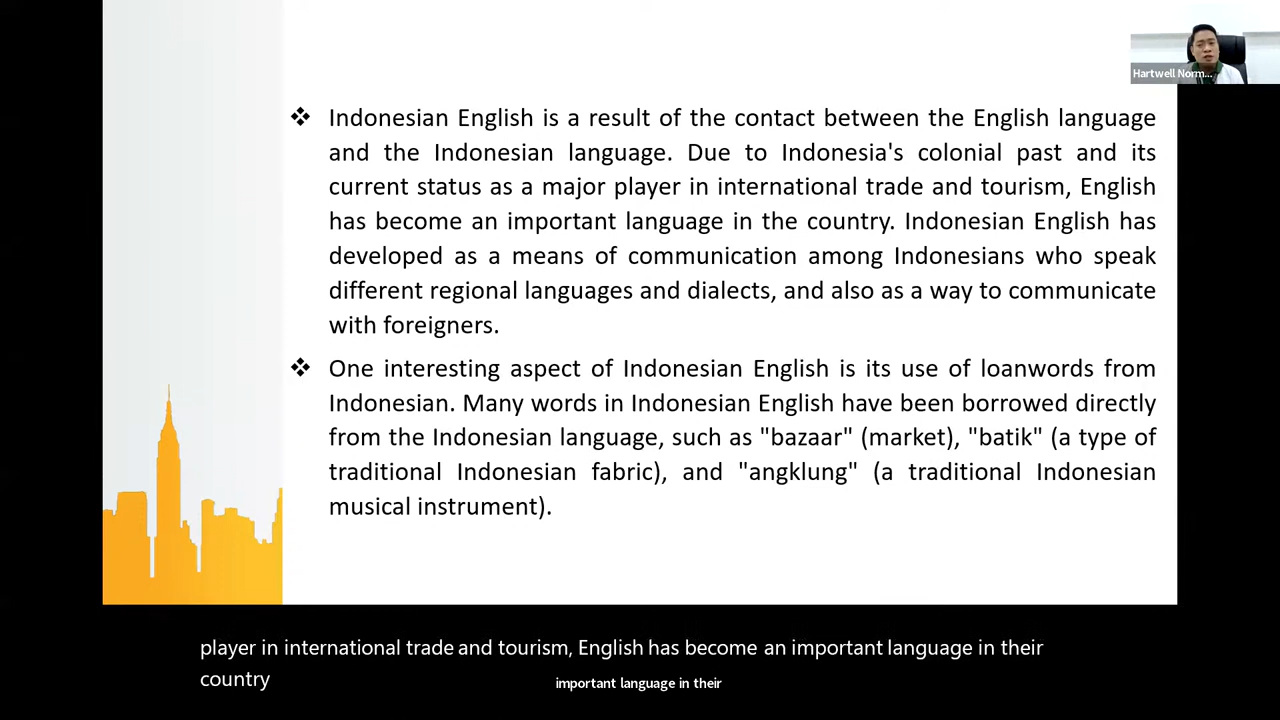 Hartwell Norm...
❖ Indonesian English is a result of the contact between the English language
and the Indonesian language. Due to Indonesia's colonial past and its
current status as a major player in international trade and tourism, English
has become an important language in the country. Indonesian English has
developed as a means of communication among Indonesians who speak
different regional languages and dialects, and also as a way to communicate
with foreigners.
❖ One interesting aspect of Indonesian English is its use of loanwords from
Indonesian. Many words in Indonesian English have been borrowed directly
from the Indonesian language, such as "bazaar" (market), "batik" (a type of
traditional Indonesian fabric), and "angklung" (a traditional Indonesian
musical instrument).
player in international trade and tourism, English has become an important language in their
country
important language in their